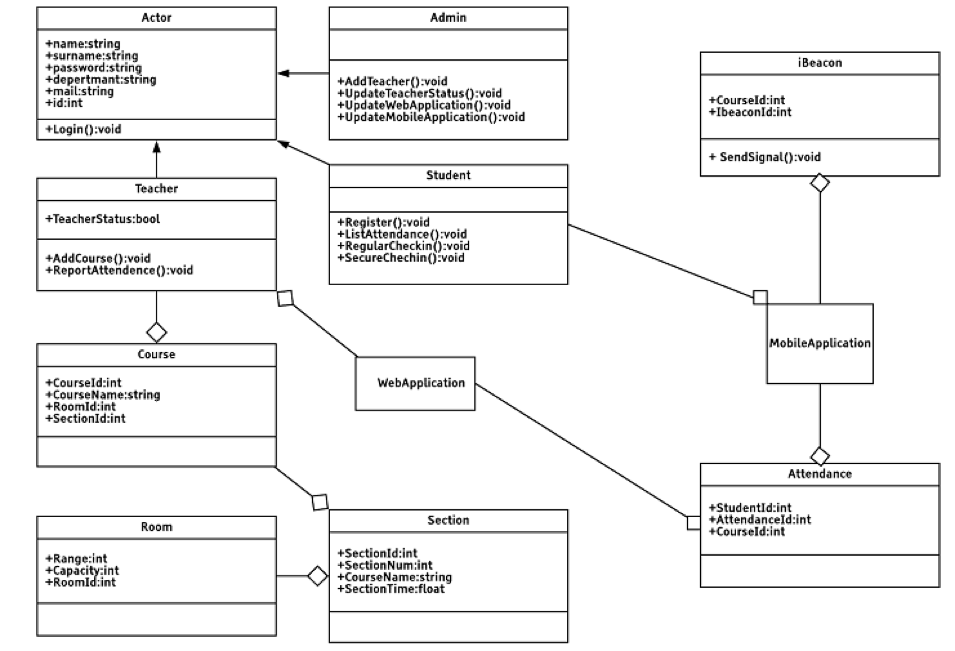 Actor
+name:string
+surname:string
+password:string
+depertmant:string
+mail:string
+id:int
+Login():void
Admin
+AddTeacher():void
+UpdateTeacherStatus():void
+UpdateWebApplication():void
+UpdateMobileApplication():void
iBeacon
+CourseId:int
+IbeaconId:int
+ SendSignal():void
Teacher
+TeacherStatus:bool
+AddCourse():void
+ReportAttendence():void
Student
+Register():void
+ListAttendance():void
+RegularCheckin():void
+SecureChechin():void
MobileApplication
Course
+CourseId:int
+CourseName:string
+RoomId:int
+SectionId:int
WebApplication
Attendance
+StudentId:int
+AttendanceId:int
+CourseId:int
Room
+Range:int
+Capacity:int
+RoomId:int
Section
+SectionId:int
+SectionNum:int
+CourseName:string
+SectionTime:float